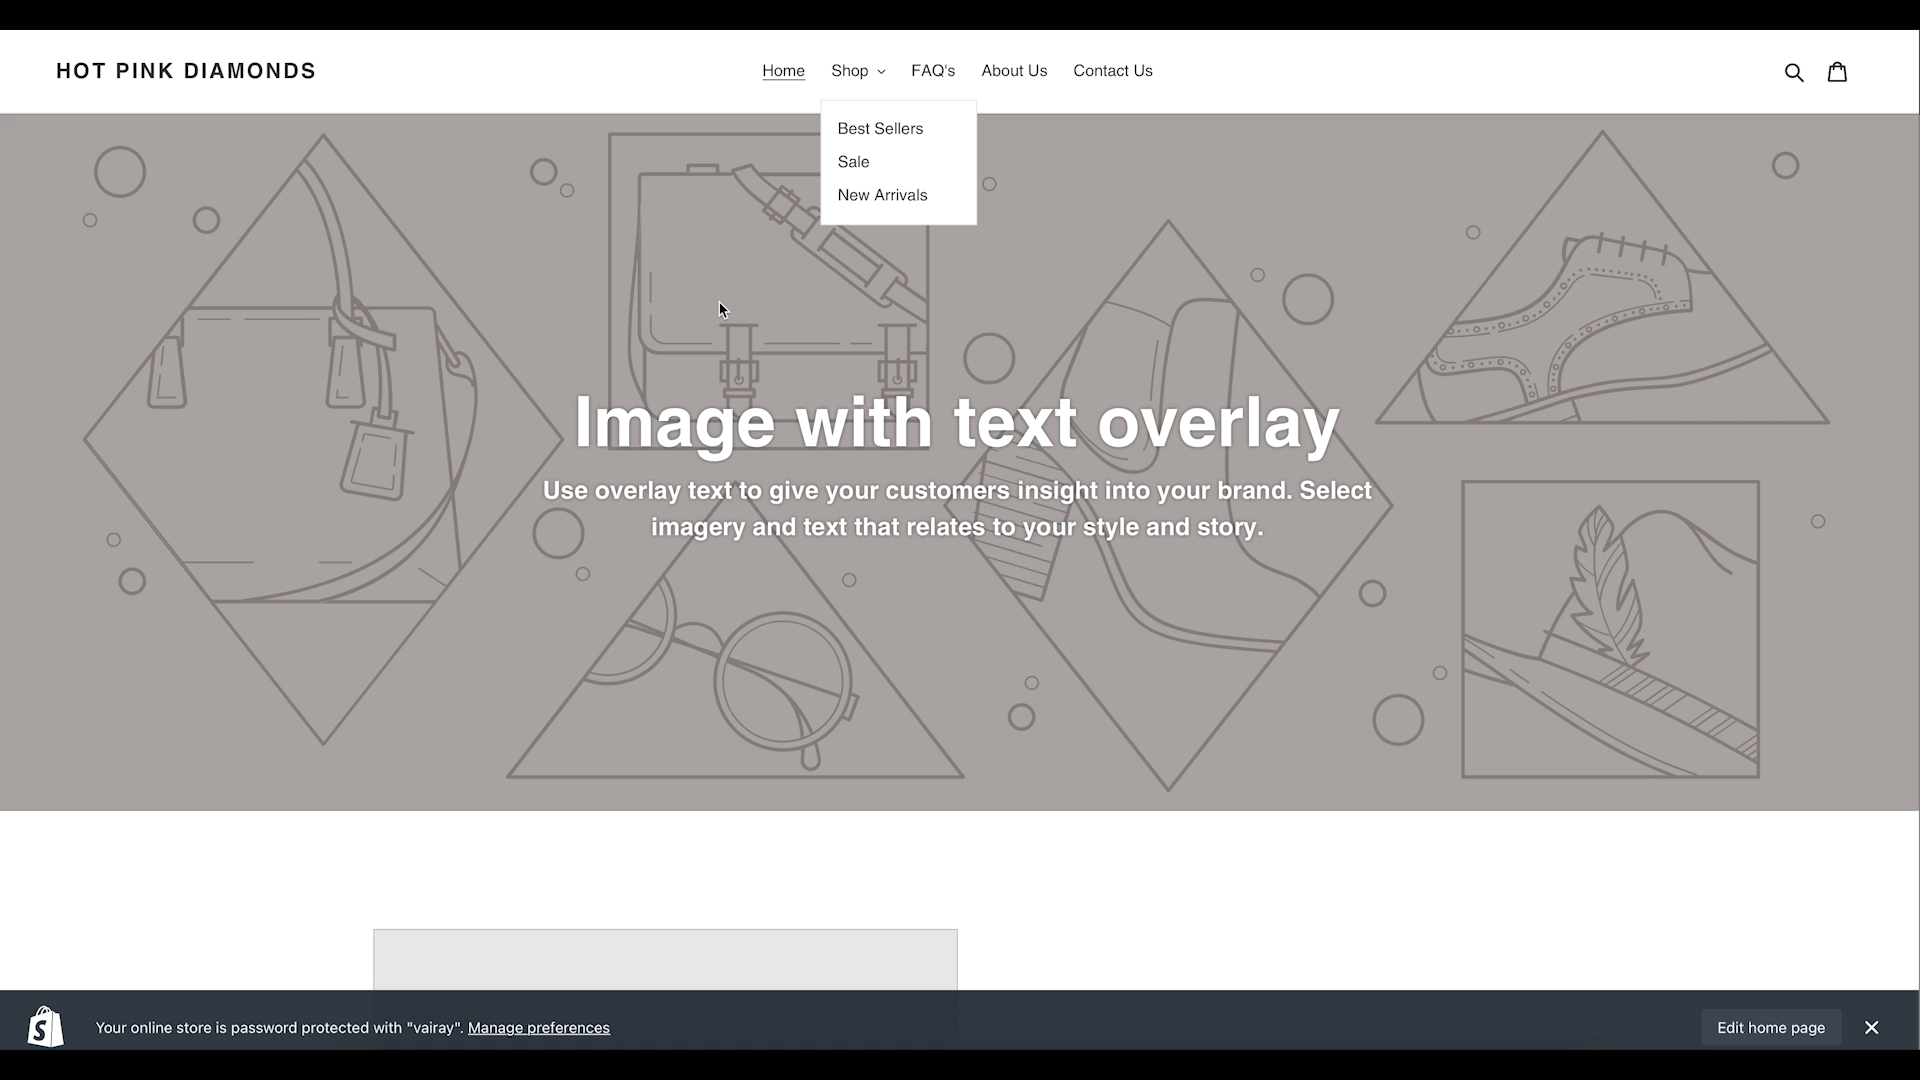 HOT PINK DIAMONDS
Home Shop FAQ's About Us Contact Us
Best Sellers
Sale
New Arrivals
Image with text overlay
Use overlay text to give your customers insight into your brand. Select
imagery and text that relates to your style and story.
Your online store is password protected with "vairay". Manage preferences
Edit home page